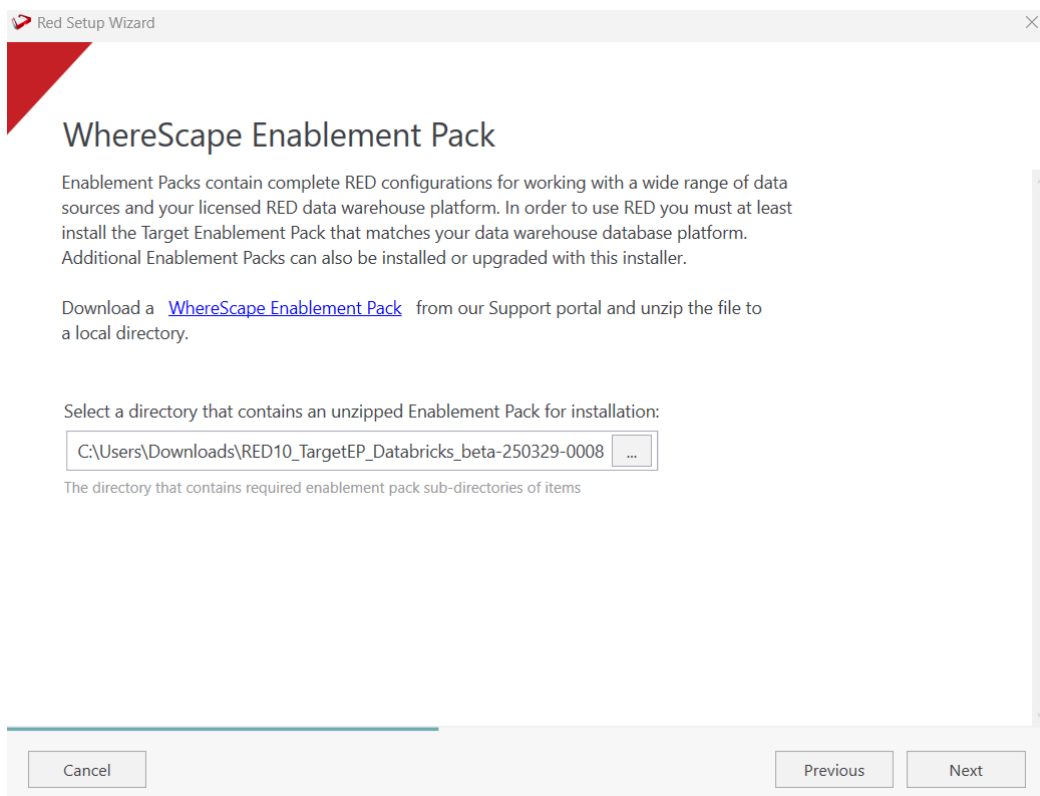 Red Setup Wizard
WhereScape Enablement Pack
Enablement Packs contain complete RED configurations for working with a wide range of data
sources and your licensed RED data warehouse platform. In order to use RED you must at least
install the Target Enablement Pack that matches your data warehouse database platform.
Additional Enablement Packs can also be installed or upgraded with this installer.
Download a WhereScape Enablement Pack from our Support portal and unzip the file to
a local directory.
Select a directory that contains an unzipped Enablement Pack for installation:
C:\Users\Downloads\RED10_TargetEP_Databricks_beta-250329-0008 ...
The directory that contains required enablement pack sub-directories of items
Cancel Previous Next